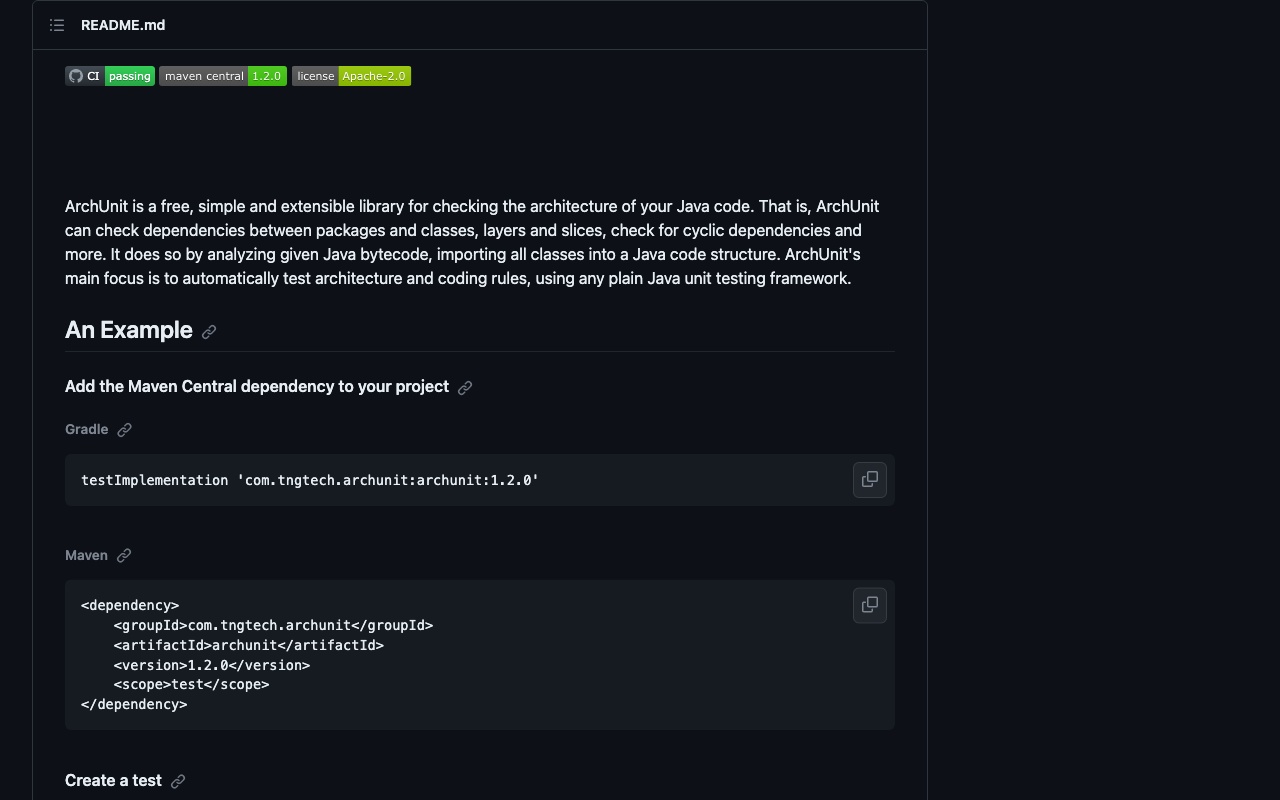 README.md
CI passing maven central 1.2.0 license Apache-2.0
ArchUnit is a free, simple and extensible library for checking the architecture of your Java code. That is, ArchUnit
can check dependencies between packages and classes, layers and slices, check for cyclic dependencies and
more. It does so by analyzing given Java bytecode, importing all classes into a Java code structure. ArchUnit's
main focus is to automatically test architecture and coding rules, using any plain Java unit testing framework.
An Example
Add the Maven Central dependency to your project
Gradle
testImplementation 'com.tngtech.archunit:archunit:1.2.0'
Maven
<dependency>
    <groupId>com.tngtech.archunit</groupId>
    <artifactId>archunit</artifactId>
    <version>1.2.0</version>
    <scope>test</scope>
</dependency>
Create a test